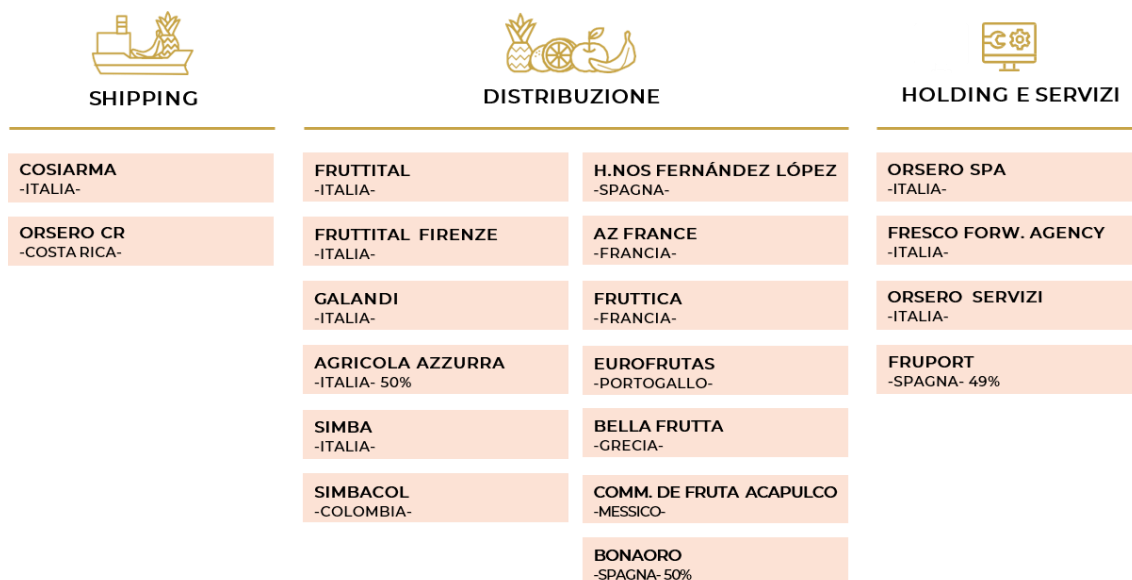 SHIPPING
COSIARMA
-ITALIA-
ORSERO CR
-COSTA RICA-
DISTRIBUZIONE
FRUTTITAL
-ITALIA-
FRUTTITAL FIRENZE
-ITALIA-
GALANDI
-ITALIA-
AGRICOLA AZZURRA
-ITALIA- 50%
SIMBA
-ITALIA-
SIMBACOL
-COLOMBIA-
H.NOS FERNÁNDEZ LÓPEZ
-SPAGNA-
AZ FRANCE
-FRANCIA-
FRUTTICA
-FRANCIA-
EUROFRUTAS
-PORTOGALLO-
BELLA FRUTTA
-GRECIA-
COMM. DE FRUTA ACAPULCO
-MESSICO-
BONAORO
-SPAGNA- 50%
HOLDING E SERVIZI
ORSERO SPA
-ITALIA-
FRESCO FORW. AGENCY
-ITALIA-
ORSERO SERVIZI
-ITALIA-
FRUPORT
-SPAGNA- 49%